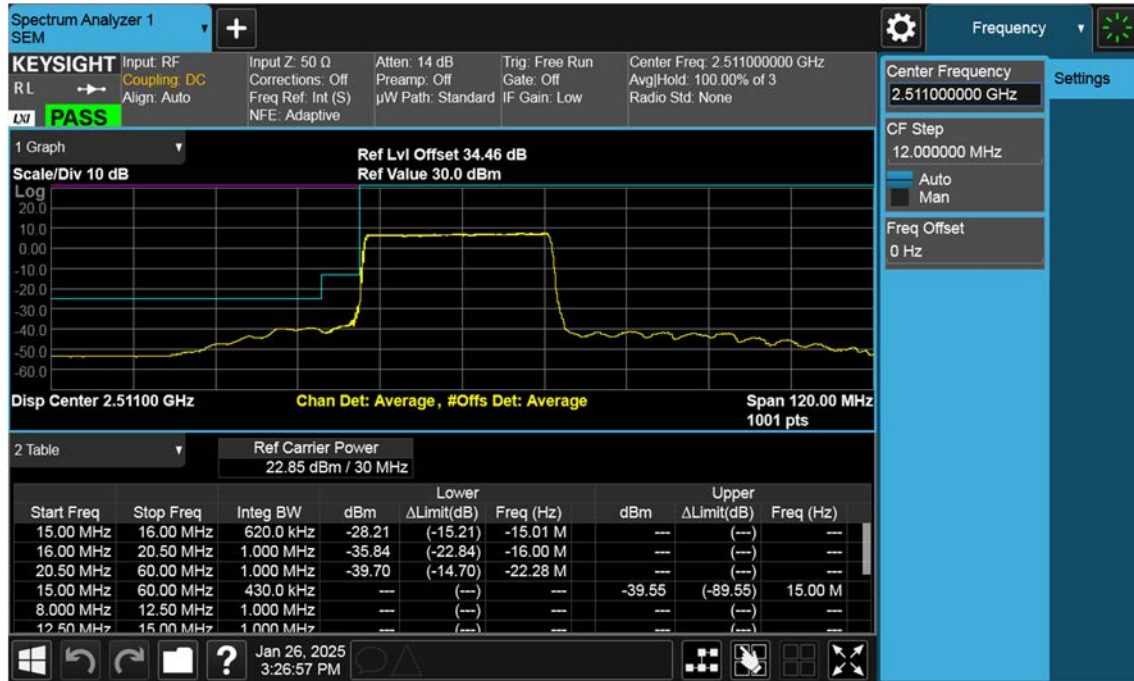 Spectrum Analyzer 1
SEM
Frequency
KEYSIGHT
R L
LXI
PASS
Input: RF
Coupling: DC
Align: Auto
Input Z: 50 Ω
Corrections: Off
Freq Ref: Int (S)
NFE: Adaptive
Atten: 14 dB
Preamp: Off
µW Path: Standard
Trig: Free Run
Gate: Off
IF Gain: Low
Center Freq: 2.511000000 GHz
Avg|Hold: 100.00% of 3
Radio Std: None
Center Frequency
2.511000000 GHz
Settings
CF Step
12.000000 MHz
Auto
Man
Freq Offset
0 Hz
1 Graph
Scale/Div 10 dB
Ref Lvl Offset 34.46 dB
Ref Value 30.0 dBm
Log
20.0
10.0
0.00
-10.0
-20.0
-30.0
-40.0
-50.0
-60.0
Disp Center 2.51100 GHz
Chan Det: Average, #Offs Det: Average
Span 120.00 MHz
1001 pts
2 Table
Ref Carrier Power
22.85 dBm / 30 MHz
Lower Upper
Start Freq Stop Freq Integ BW dBm ΔLimit(dB) Freq (Hz) dBm ΔLimit(dB) Freq (Hz)
15.00 MHz 16.00 MHz 620.0 kHz -28.21 (-15.21) -15.01 M --- (---) ---
16.00 MHz 20.50 MHz 1.000 MHz -35.84 (-22.84) -16.00 M --- (---) ---
20.50 MHz 60.00 MHz 1.000 MHz -39.70 (-14.70) -22.28 M --- (---) ---
15.00 MHz 60.00 MHz 430.0 kHz --- (---) --- -39.55 (-89.55) 15.00 M
8.000 MHz 12.50 MHz 1.000 MHz --- (---) --- --- (---) ---
12.50 MHz 15.00 MHz 1.000 MHz --- (---) --- --- (---) ---
?
Jan 26, 2025
3:26:57 PM